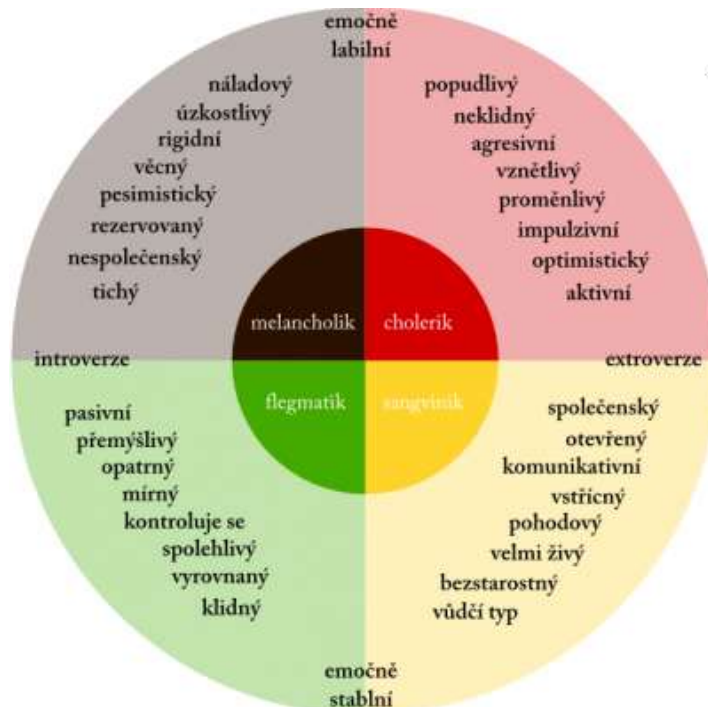 emočně
labilní
náladový
úzkostlivý
rigidní
věcný
pesimistický
rezervovaný
nespolečenský
tichý
popudlivý
neklidný
agresivní
vznětlivý
proměnlivý
impulzivní
optimistický
aktivní
melancholik
cholerik
introverze
extroverze
flegmatik
sangvinik
pasivní
přemýšlivý
opatrný
mírný
kontroluje se
spolehlivý
vyrovnaný
klidný
společenský
otevřený
komunikativní
vstřícný
pohodový
velmi živý
bezstarostný
vůdčí typ
emočně
stablní